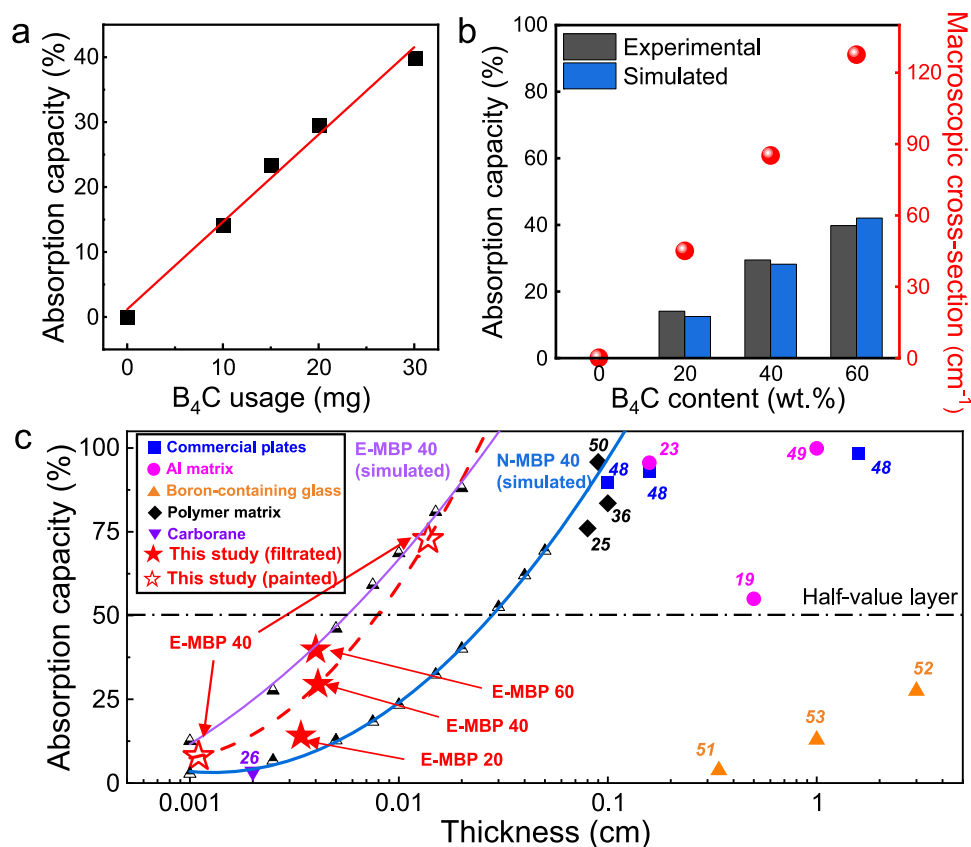 a
Absorption capacity (%)
40
30
20
10
0
0 10 20 30
B₄C usage (mg)
b
Absorption capacity (%)
100
80
60
40
20
0
Experimental
Simulated
120
90
60
30
0
Macroscopic cross-section (cm⁻¹)
0 20 40 60
B₄C content (wt.%)
c
Absorption capacity (%)
100
75
50
25
0
Commercial plates
Al matrix
Boron-containing glass
Polymer matrix
Carborane
This study (filtrated)
This study (painted)
E-MBP 40
(simulated)
N-MBP 40
(simulated)
50
48
23
49
48
48
36
25
19
Half-value layer
E-MBP 40
E-MBP 60
E-MBP 40
E-MBP 20
26
51
53
52
0.001 0.01 0.1 1
Thickness (cm)